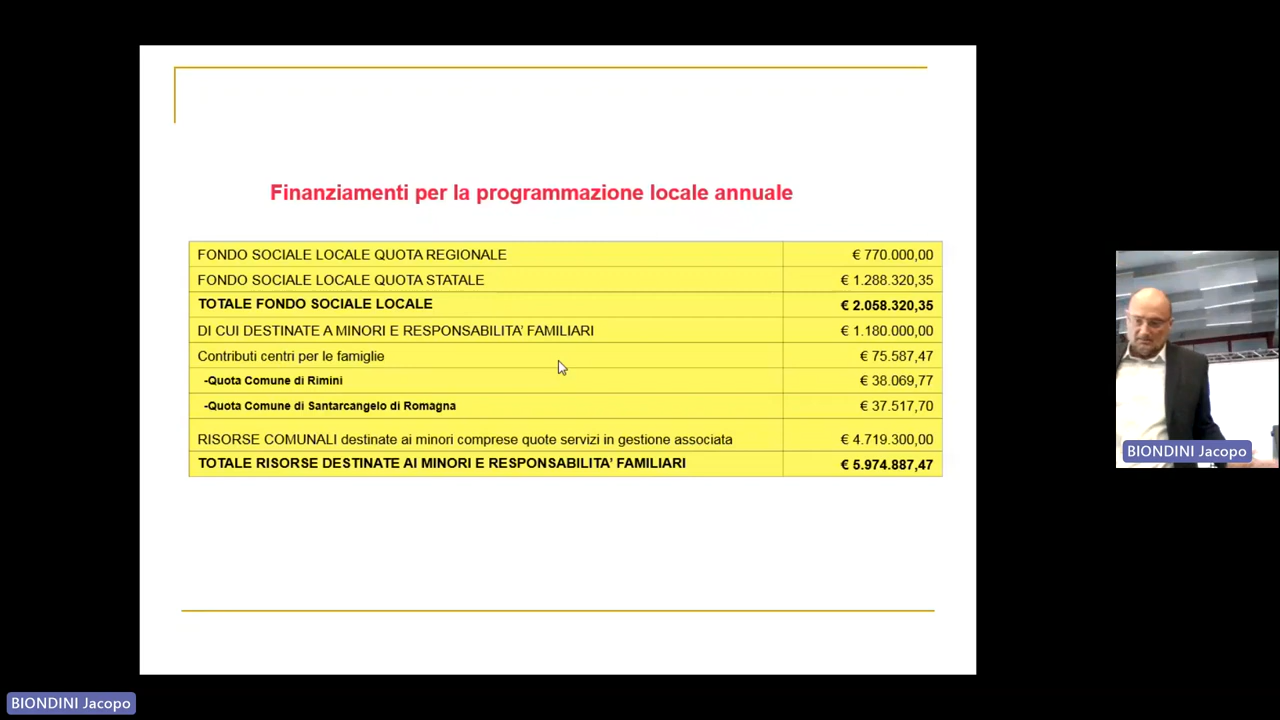 Finanziamenti per la programmazione locale annuale
FONDO SOCIALE LOCALE QUOTA REGIONALE € 770.000,00
FONDO SOCIALE LOCALE QUOTA STATALE € 1.288.320,35
TOTALE FONDO SOCIALE LOCALE € 2.058.320,35
DI CUI DESTINATE A MINORI E RESPONSABILITA’ FAMILIARI € 1.180.000,00
Contributi centri per le famiglie € 75.587,47
-Quota Comune di Rimini € 38.069,77
-Quota Comune di Santarcangelo di Romagna € 37.517,70
RISORSE COMUNALI destinate ai minori comprese quote servizi in gestione associata € 4.719.300,00
TOTALE RISORSE DESTINATE AI MINORI E RESPONSABILITA’ FAMILIARI € 5.974.887,47
BIONDINI Jacopo
BIONDINI Jacopo